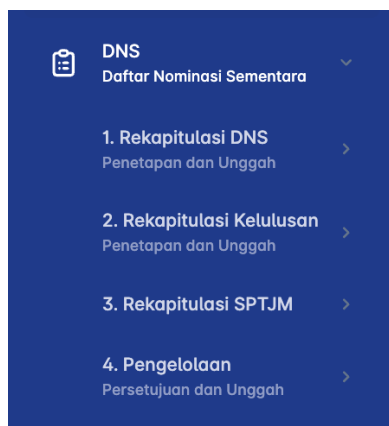 DNS
Daftar Nominasi Sementara
1. Rekapitulasi DNS
Penetapan dan Unggah
2. Rekapitulasi Kelulusan
Penetapan dan Unggah
3. Rekapitulasi SPTJM
4. Pengelolaan
Persetujuan dan Unggah